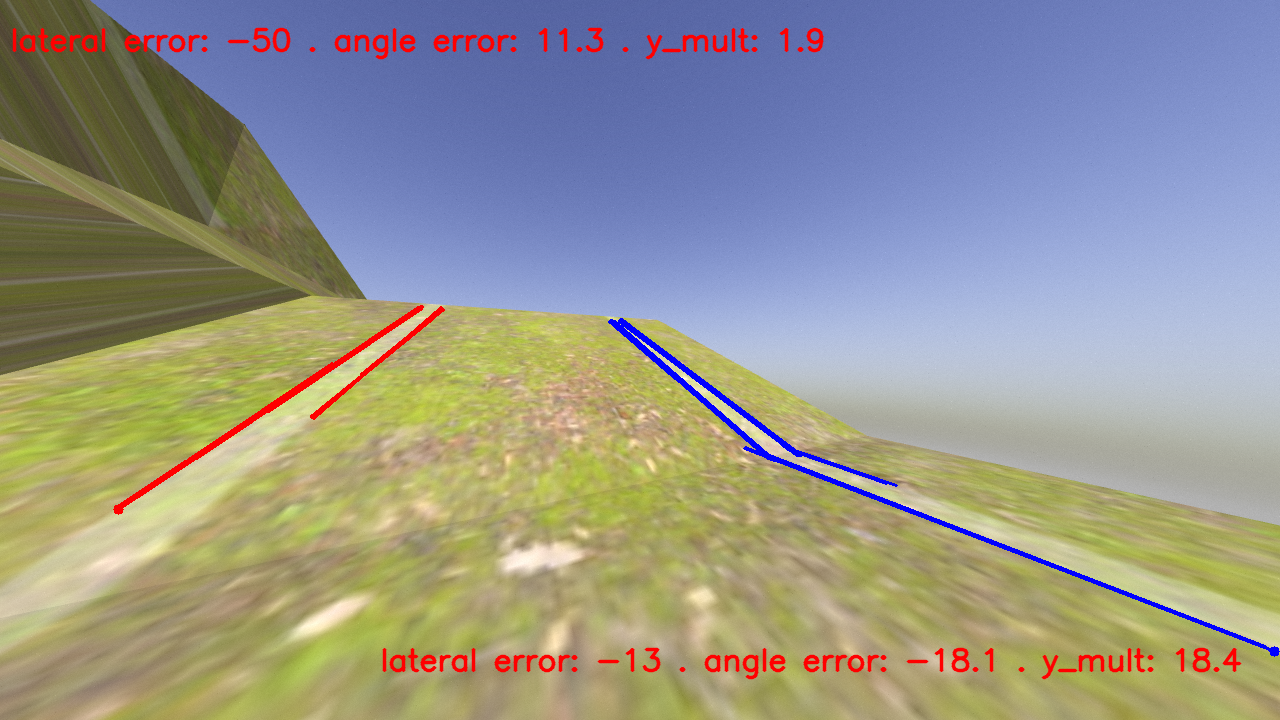 lateral error: -50 . angle error: 11.3 . y_mult: 1.9
lateral error: -13 . angle error: -18.1 . y_mult: 18.4